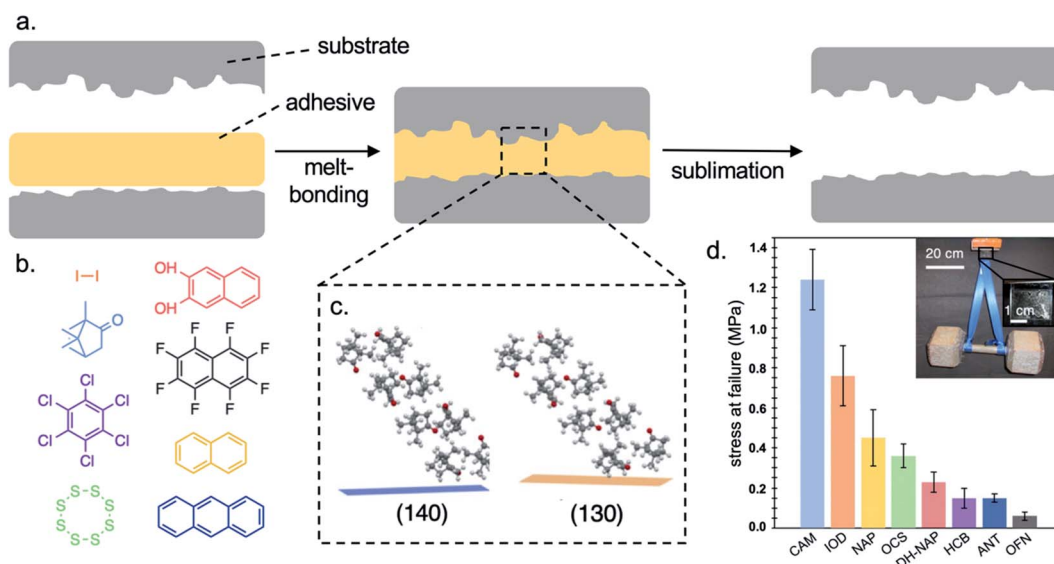 a.
substrate
adhesive
melt-
bonding
sublimation
b.
I–I
O
Cl
Cl Cl
Cl Cl
Cl
S S
S S
S S
S S
OH
OH
F F
F F
F F
F F
c.
(140)
(130)
d.
stress at failure (MPa)
1.4
1.2
1.0
0.8
0.6
0.4
0.2
0.0
CAM
IOD
NAP
OCS
DH-NAP
HCB
ANT
OFN
20 cm
1 cm